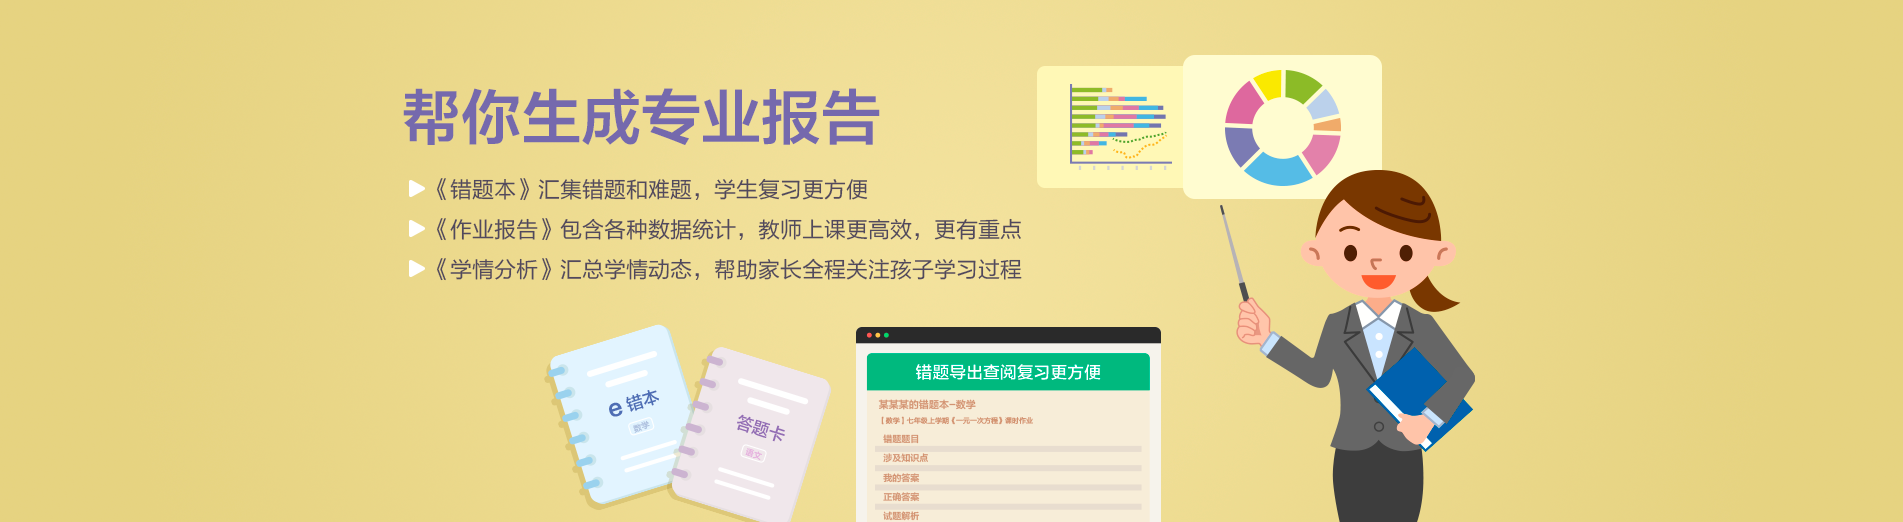 帮你生成专业报告
《错题本》汇集错题和难题，学生复习更方便
《作业报告》包含各种数据统计，教师上课更高效，更有重点
《学情分析》汇总学情动态，帮助家长全程关注孩子学习过程
e 错本
数学
答题卡
语文
错题导出查阅复习更方便
某某某的错题本-数学
【数学】七年级上学期《一元一次方程》课时作业
错题题目
涉及知识点
我的答案
正确答案
试题解析